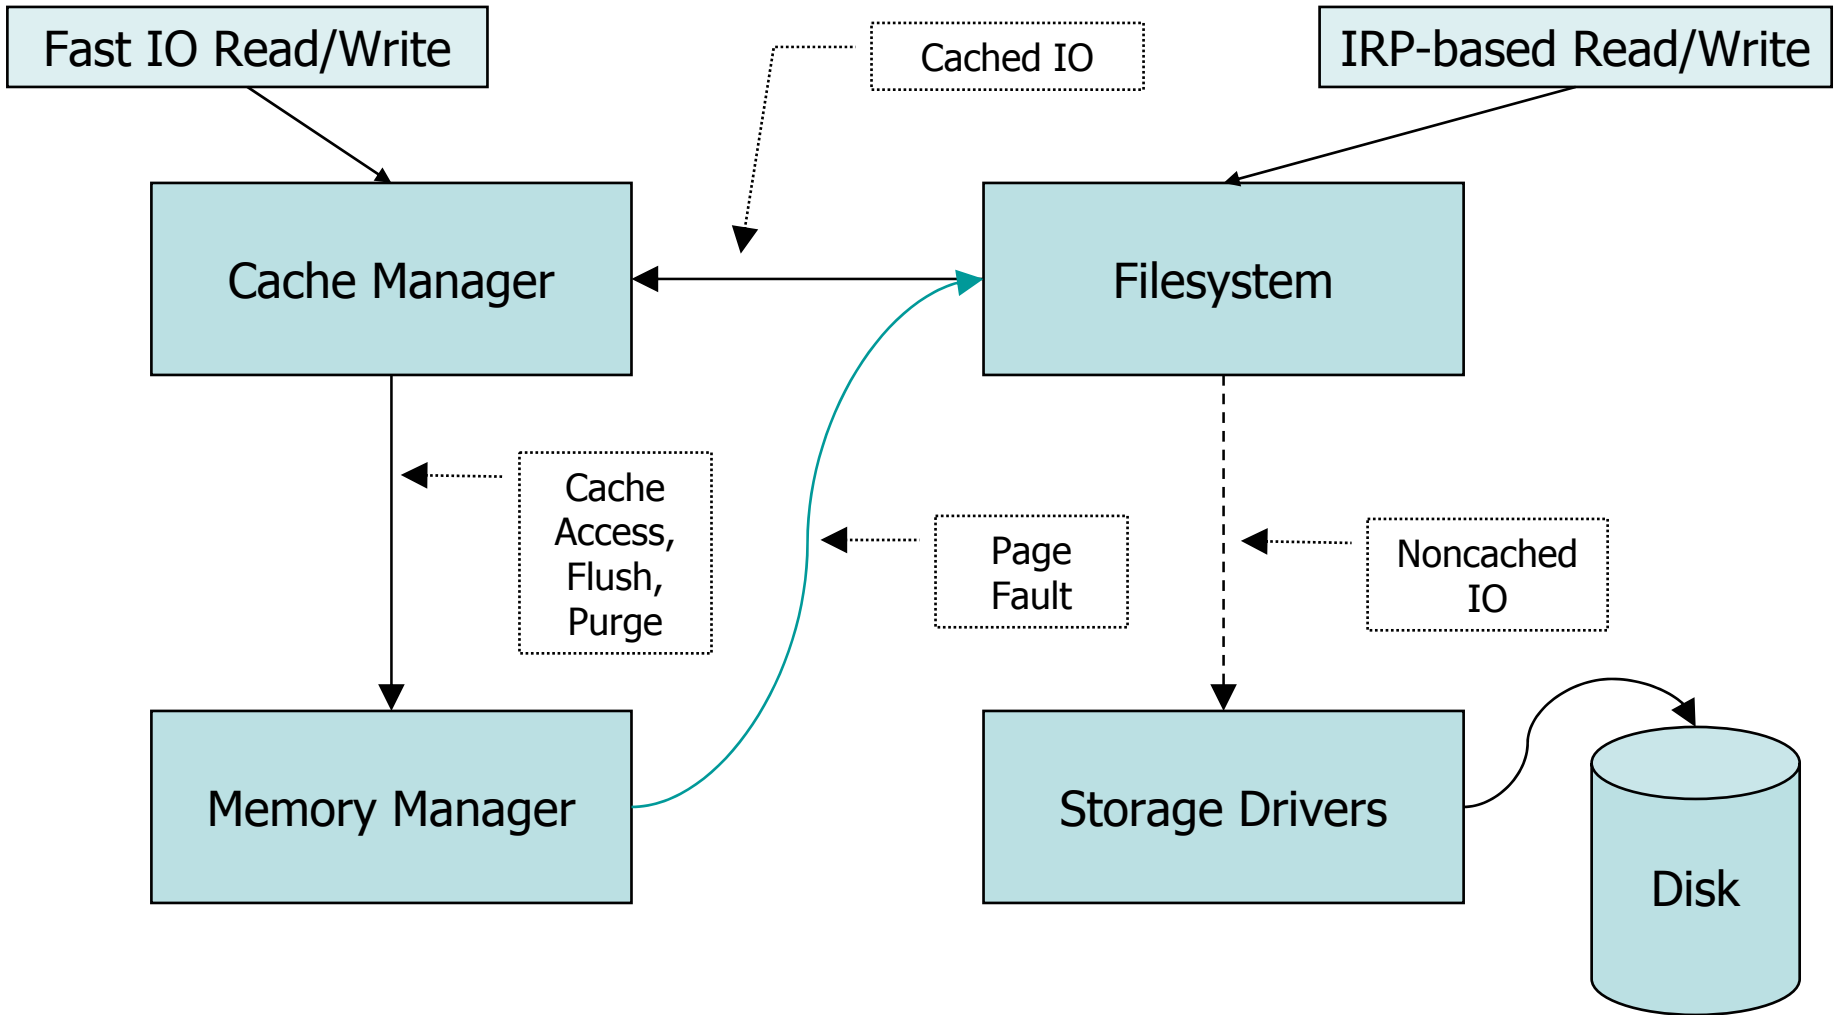 Fast IO Read/Write
Cached IO
IRP-based Read/Write
Cache Manager
Filesystem
Cache
Access,
Flush,
Purge
Page
Fault
Noncached
IO
Memory Manager
Storage Drivers
Disk